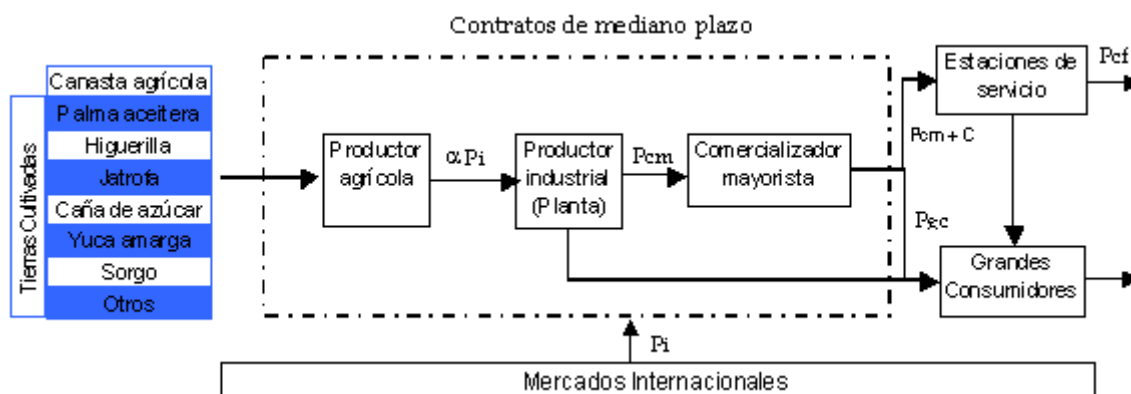 Contratos de mediano plazo
Canasta agrícola
Palma aceitera
Higuerilla
Jatrofa
Caña de azúcar
Yuca amarga
Sorgo
Otros
Tierras Cultivadas
Productor
agrícola
αPi
Productor
industrial
(Planta)
Pcm
Comercializador
mayorista
Estaciones de
servicio
Pcf
Pcm + C
Pgc
Grandes
Consumidores
Pi
Mercados Internacionales